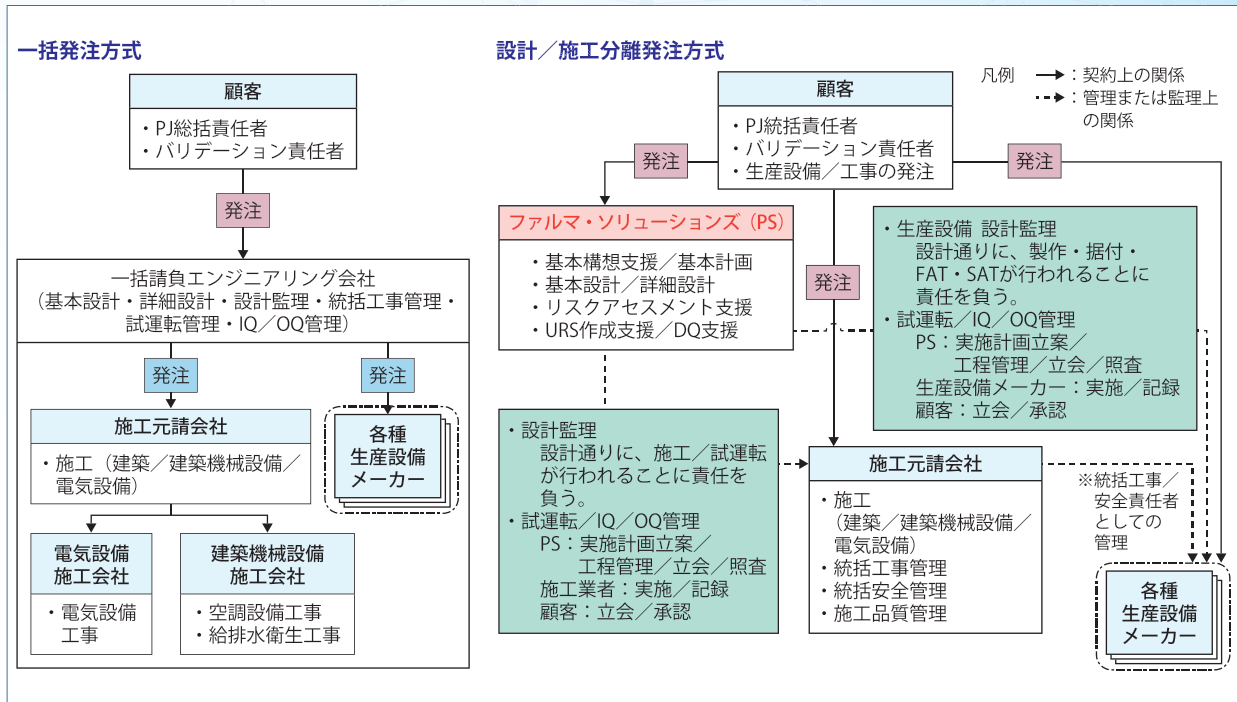 一括発注方式
顧客
・PJ総括責任者
・バリデーション責任者
発注
一括請負エンジニアリング会社
（基本設計・詳細設計・設計監理・統括工事管理・
試運転管理・IQ／OQ管理）
発注
発注
施工元請会社
・施工（建築／建築機械設備／
電気設備）
各種
生産設備
メーカー
電気設備
施工会社
・電気設備
工事
建築機械設備
施工会社
・空調設備工事
・給排水衛生工事
設計／施工分離発注方式
凡例
：契約上の関係
：管理または監理上
の関係
顧客
・PJ統括責任者
・バリデーション責任者
・生産設備／工事の発注
発注
発注
発注
ファルマ・ソリューションズ（PS）
・基本構想支援／基本計画
・基本設計／詳細設計
・リスクアセスメント支援
・URS作成支援／DQ支援
・生産設備 設計監理
設計通りに、製作・据付・
FAT・SATが行われることに
責任を負う。
・試運転／IQ／OQ管理
PS：実施計画立案／
工程管理／立会／照査
生産設備メーカー：実施／記録
顧客：立会／承認
・設計監理
設計通りに、施工／試運転
が行われることに責任を
負う。
・試運転／IQ／OQ管理
PS：実施計画立案／
工程管理／立会／照査
施工業者：実施／記録
顧客：立会／承認
施工元請会社
・施工
（建築／建築機械設備／
電気設備）
・統括工事管理
・統括安全管理
・施工品質管理
※統括工事／
安全責任者
としての
管理
各種
生産設備
メーカー